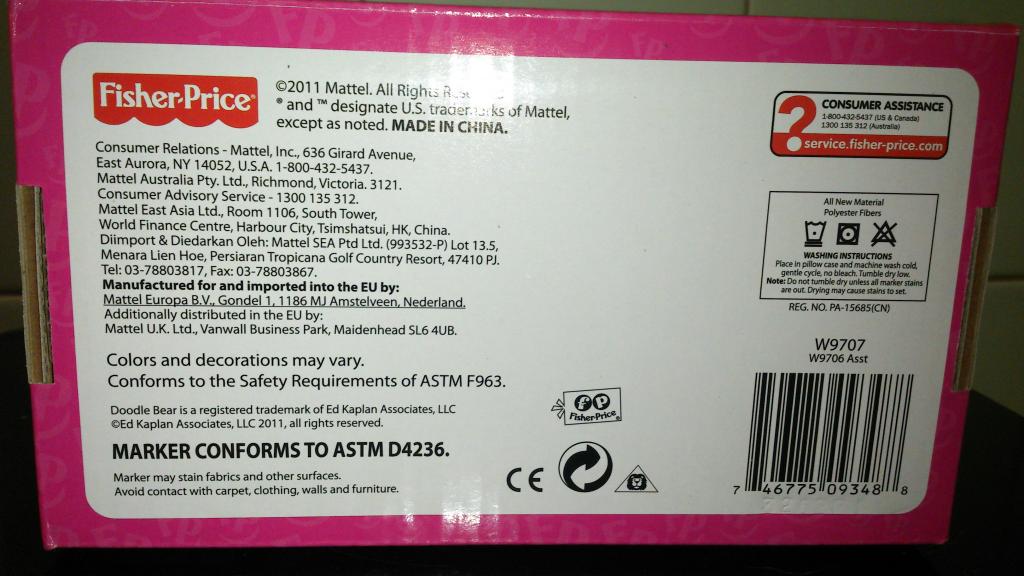 Fisher-Price®
©2011 Mattel. All Rights
® and ™ designate U.S. trademarks of Mattel,
except as noted. MADE IN CHINA.
Consumer Relations - Mattel, Inc., 636 Girard Avenue,
East Aurora, NY 14052, U.S.A. 1-800-432-5437.
Mattel Australia Pty. Ltd., Richmond, Victoria. 3121.
Consumer Advisory Service - 1300 135 312.
Mattel East Asia Ltd., Room 1106, South Tower,
World Finance Centre, Harbour City, Tsimshatsui, HK, China.
Diimport & Diedarkan Oleh: Mattel SEA Ptd Ltd. (993532-P) Lot 13.5,
Menara Lien Hoe, Persiaran Tropicana Golf Country Resort, 47410 PJ.
Tel: 03-78803817, Fax: 03-78803867.
Manufactured for and imported into the EU by:
Mattel Europa B.V., Gondel 1, 1186 MJ Amstelveen, Nederland.
Additionally distributed in the EU by:
Mattel U.K. Ltd., Vanwall Business Park, Maidenhead SL6 4UB.
Colors and decorations may vary.
Conforms to the Safety Requirements of ASTM F963.
Doodle Bear is a registered trademark of Ed Kaplan Associates, LLC
©Ed Kaplan Associates, LLC 2011, all rights reserved.
MARKER CONFORMS TO ASTM D4236.
Marker may stain fabrics and other surfaces.
Avoid contact with carpet, clothing, walls and furniture.
fp
Fisher-Price®
CE
? CONSUMER ASSISTANCE
1-800-432-5437 (US & Canada)
1300 135 312 (Australia)
service.fisher-price.com
All New Material
Polyester Fibers
WASHING INSTRUCTIONS
Place in pillow case and machine wash cold,
gentle cycle, no bleach. Tumble dry low.
Note: Do not tumble dry unless all marker stains
are out. Drying may cause stains to set.
REG. NO. PA-15685(CN)
W9707
W9706 Asst
7 46775 09348 8